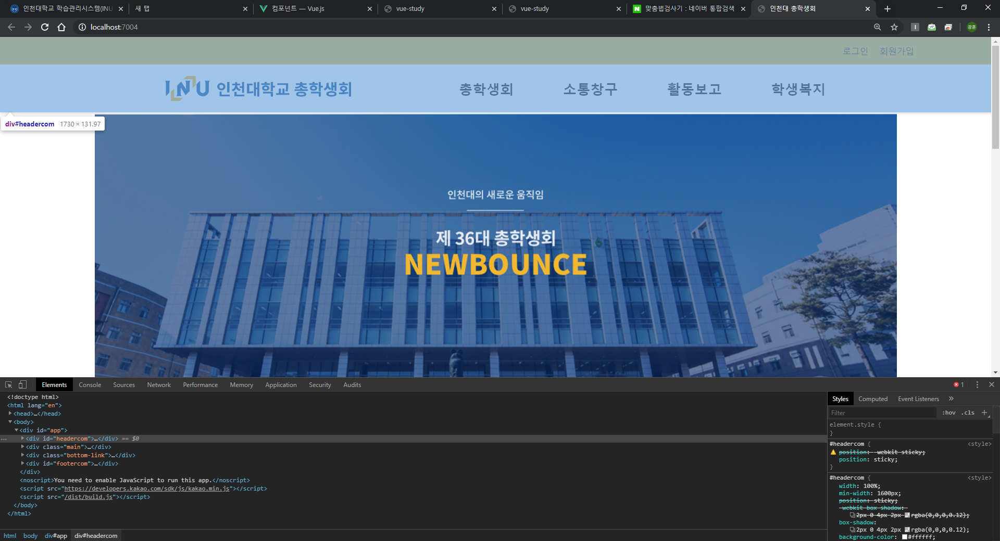 인천대학교 학습관리시스템(INU
새 탭
컴포넌트 — Vue.js
vue-study
vue-study
맞춤법검사기 : 네이버 통합검색
인천대 총학생회
localhost:7004
I
광훈
로그인 회원가입
INU 인천대학교 총학생회
총학생회 소통창구 활동보고 학생복지
div#headercom 1730 × 131.97
인천대의 새로운 움직임
제 36대 총학생회
NEWBOUNCE
Elements Console Sources Network Performance Memory Application Security Audits
1
<!doctype html>
<html lang="en">
<head>…</head>
<body>
<div id="app">
… <div id="headercom">…</div> == $0
<div class="main">…</div>
<div class="bottom-link">…</div>
<div id="footercom">…</div>
</div>
<noscript>You need to enable JavaScript to run this app.</noscript>
<script src="https://developers.kakao.com/sdk/js/kakao.min.js"></script>
<script src="/dist/build.js"></script>
</body>
</html>
html body div#app div#headercom
Styles Computed Event Listeners »
Filter :hov .cls +
element.style {
}
#headercom { <style>
position: -webkit-sticky;
position: sticky;
}
#headercom { <style>
width: 100%;
min-width: 1600px;
position: sticky;
-webkit-box-shadow:
2px 0 4px 2px rgba(0,0,0,0.12);
box-shadow:
2px 0 4px 2px rgba(0,0,0,0.12);
background-color: #ffffff;